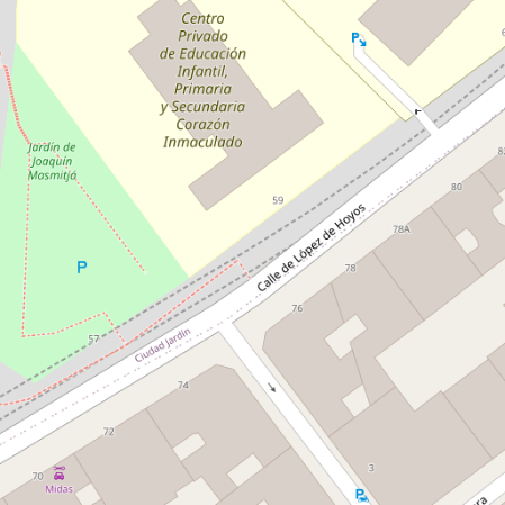 Centro
Privado
de Educación
Infantil,
Primaria
y Secundaria
Corazón
Inmaculado
P
Jardín de
Joaquín
Masmitjá
59
80
78A
Calle de López de Hoyos
78
P
76
57
Ciudad Jardín
74
72
70
Midas
3
P